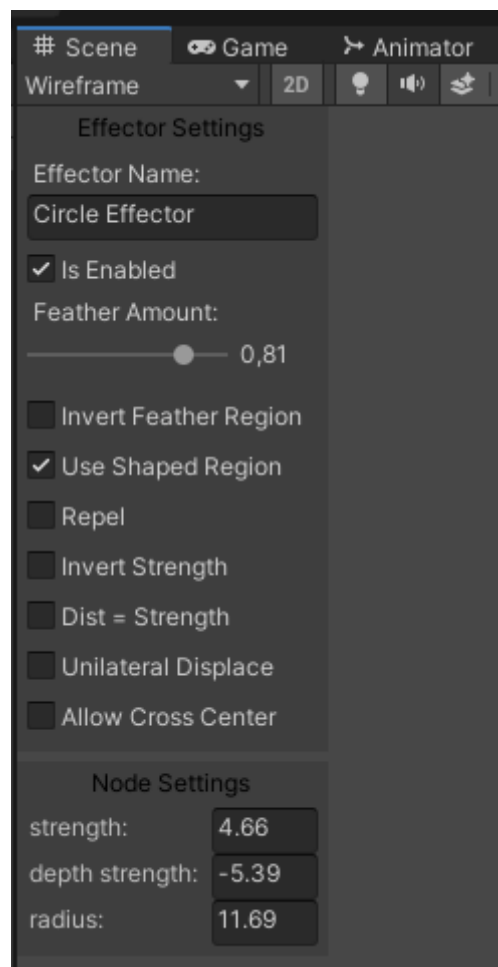 Scene Game Animator
Wireframe 2D
Effector Settings
Effector Name:
Circle Effector
Is Enabled
Feather Amount:
0,81
Invert Feather Region
Use Shaped Region
Repel
Invert Strength
Dist = Strength
Unilateral Displace
Allow Cross Center
Node Settings
strength: 4.66
depth strength: -5.39
radius: 11.69